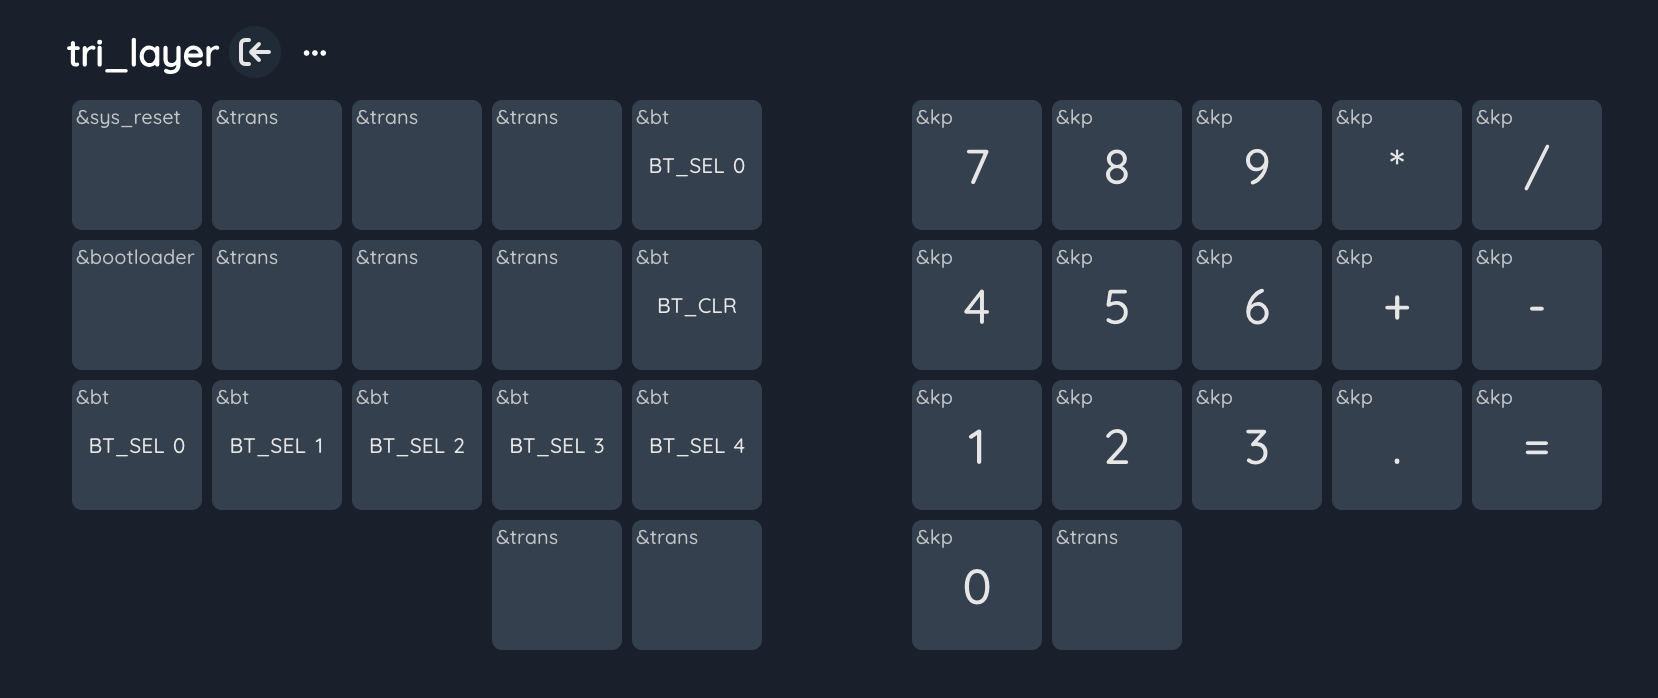 tri_layer
&sys_reset &trans &trans &trans &bt &kp &kp &kp &kp &kp
BT_SEL 0 7 8 9 * /
&bootloader &trans &trans &trans &bt &kp &kp &kp &kp &kp
BT_CLR 4 5 6 + -
&bt &bt &bt &bt &bt &kp &kp &kp &kp &kp
BT_SEL 0 BT_SEL 1 BT_SEL 2 BT_SEL 3 BT_SEL 4 1 2 3 . =
&trans &trans &kp &trans
0